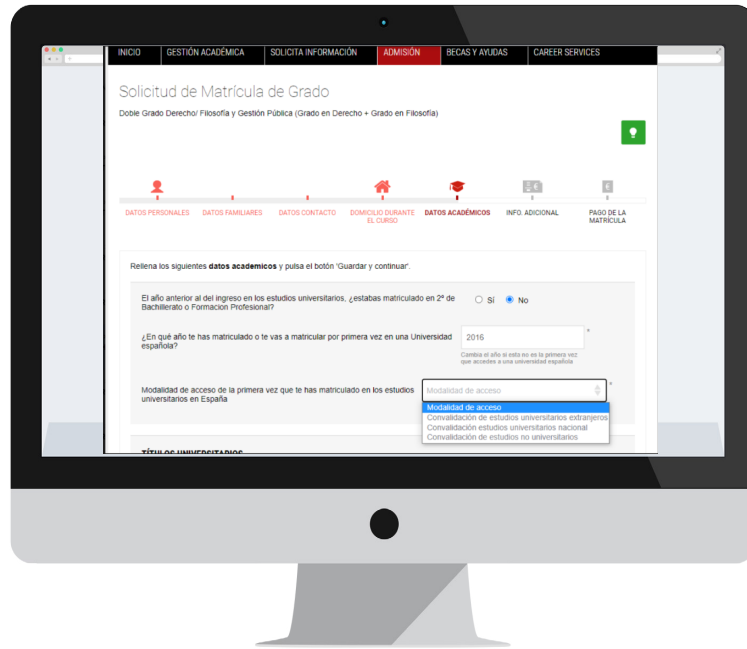 INICIO GESTIÓN ACADÉMICA SOLICITA INFORMACIÓN ADMISIÓN BECAS Y AYUDAS CAREER SERVICES
Solicitud de Matrícula de Grado
Doble Grado Derecho/ Filosofía y Gestión Pública (Grado en Derecho + Grado en Filosofía)
DATOS PERSONALES DATOS FAMILIARES DATOS CONTACTO DOMICILIO DURANTE DATOS ACADÉMICOS INFO. ADICIONAL PAGO DE LA
EL CURSO MATRÍCULA
Rellena los siguientes datos academicos y pulsa el botón 'Guardar y continuar'.
El año anterior al del ingreso en los estudios universitarios, ¿estabas matriculado en 2º de Sí No
Bachillerato o Formacion Profesional?
¿En qué año te has matriculado o te vas a matricular por primera vez en una Universidad 2016 *
española?
Cambia el año si esta no es la primera vez
que accedes a una universidad española
Modalidad de acceso de la primera vez que te has matriculado en los estudios Modalidad de acceso *
universitarios en España
Modalidad de acceso
Convalidación de estudios universitarios extranjeros
Convalidación estudios universitarios nacional
Convalidación de estudios no universitarios
TÍTULOS UNIVERSITARIOS